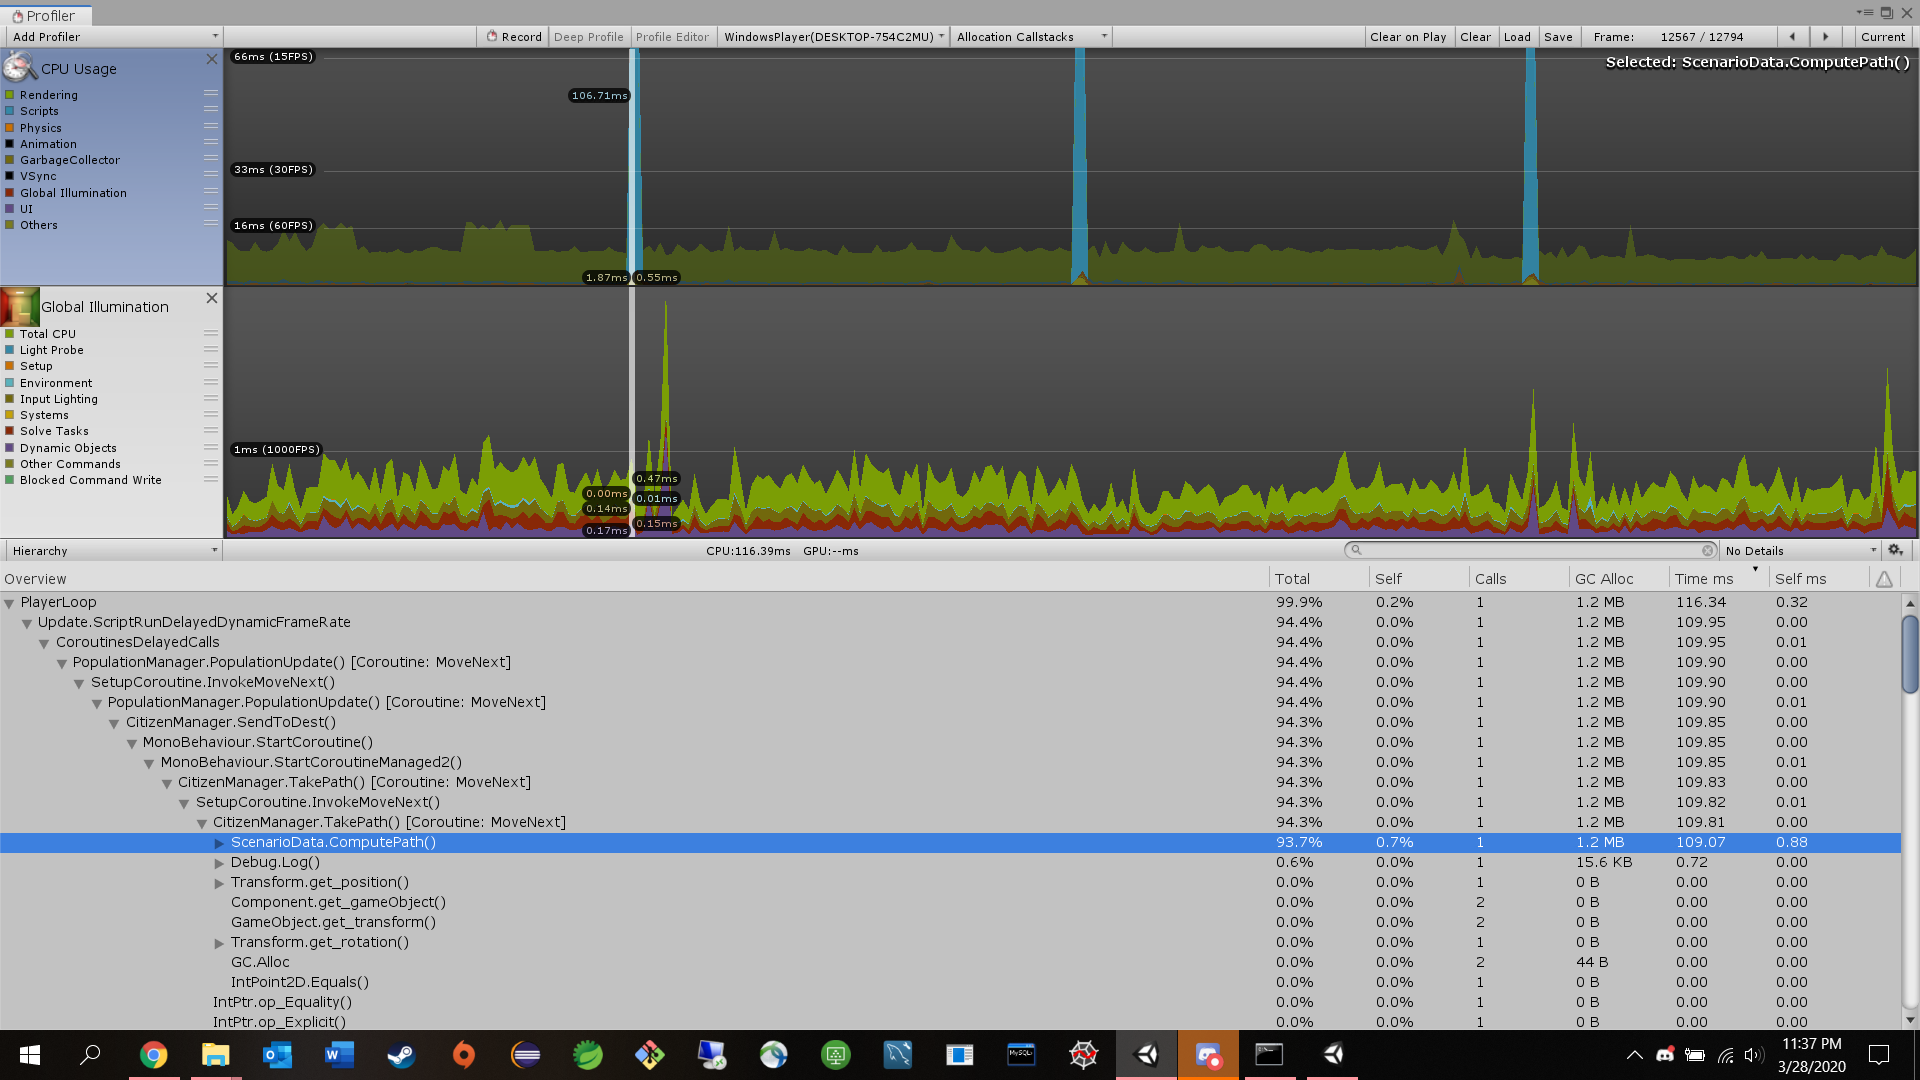 Profiler
Add Profiler Record Deep Profile Profile Editor WindowsPlayer(DESKTOP-754C2MU) Allocation Callstacks Clear on Play Clear Load Save Frame: 12567 / 12794 Current
CPU Usage
Rendering
Scripts
Physics
Animation
GarbageCollector
VSync
Global Illumination
UI
Others
66ms (15FPS)
Selected: ScenarioData.ComputePath()
106.71ms
33ms (30FPS)
16ms (60FPS)
1.87ms 0.55ms
Global Illumination
Total CPU
Light Probe
Setup
Environment
Input Lighting
Systems
Solve Tasks
Dynamic Objects
Other Commands
Blocked Command Write
1ms (1000FPS)
0.47ms
0.00ms 0.01ms
0.14ms
0.15ms
0.17ms
Hierarchy CPU:116.39ms GPU:--ms No Details
Overview Total Self Calls GC Alloc Time ms Self ms
PlayerLoop 99.9% 0.2% 1 1.2 MB 116.34 0.32
Update.ScriptRunDelayedDynamicFrameRate 94.4% 0.0% 1 1.2 MB 109.95 0.00
CoroutinesDelayedCalls 94.4% 0.0% 1 1.2 MB 109.95 0.01
PopulationManager.PopulationUpdate() [Coroutine: MoveNext] 94.4% 0.0% 1 1.2 MB 109.90 0.00
SetupCoroutine.InvokeMoveNext() 94.4% 0.0% 1 1.2 MB 109.90 0.00
PopulationManager.PopulationUpdate() [Coroutine: MoveNext] 94.4% 0.0% 1 1.2 MB 109.90 0.01
CitizenManager.SendToDest() 94.3% 0.0% 1 1.2 MB 109.85 0.00
MonoBehaviour.StartCoroutine() 94.3% 0.0% 1 1.2 MB 109.85 0.00
MonoBehaviour.StartCoroutineManaged2() 94.3% 0.0% 1 1.2 MB 109.85 0.01
CitizenManager.TakePath() [Coroutine: MoveNext] 94.3% 0.0% 1 1.2 MB 109.83 0.00
SetupCoroutine.InvokeMoveNext() 94.3% 0.0% 1 1.2 MB 109.82 0.01
CitizenManager.TakePath() [Coroutine: MoveNext] 94.3% 0.0% 1 1.2 MB 109.81 0.00
ScenarioData.ComputePath() 93.7% 0.7% 1 1.2 MB 109.07 0.88
Debug.Log() 0.6% 0.0% 1 15.6 KB 0.72 0.00
Transform.get_position() 0.0% 0.0% 1 0 B 0.00 0.00
Component.get_gameObject() 0.0% 0.0% 2 0 B 0.00 0.00
GameObject.get_transform() 0.0% 0.0% 2 0 B 0.00 0.00
Transform.get_rotation() 0.0% 0.0% 1 0 B 0.00 0.00
GC.Alloc 0.0% 0.0% 2 44 B 0.00 0.00
IntPoint2D.Equals() 0.0% 0.0% 1 0 B 0.00 0.00
IntPtr.op_Equality() 0.0% 0.0% 1 0 B 0.00 0.00
IntPtr.op_Explicit() 0.0% 0.0% 1 0 B 0.00 0.00
MySQL
11:37 PM
3/28/2020